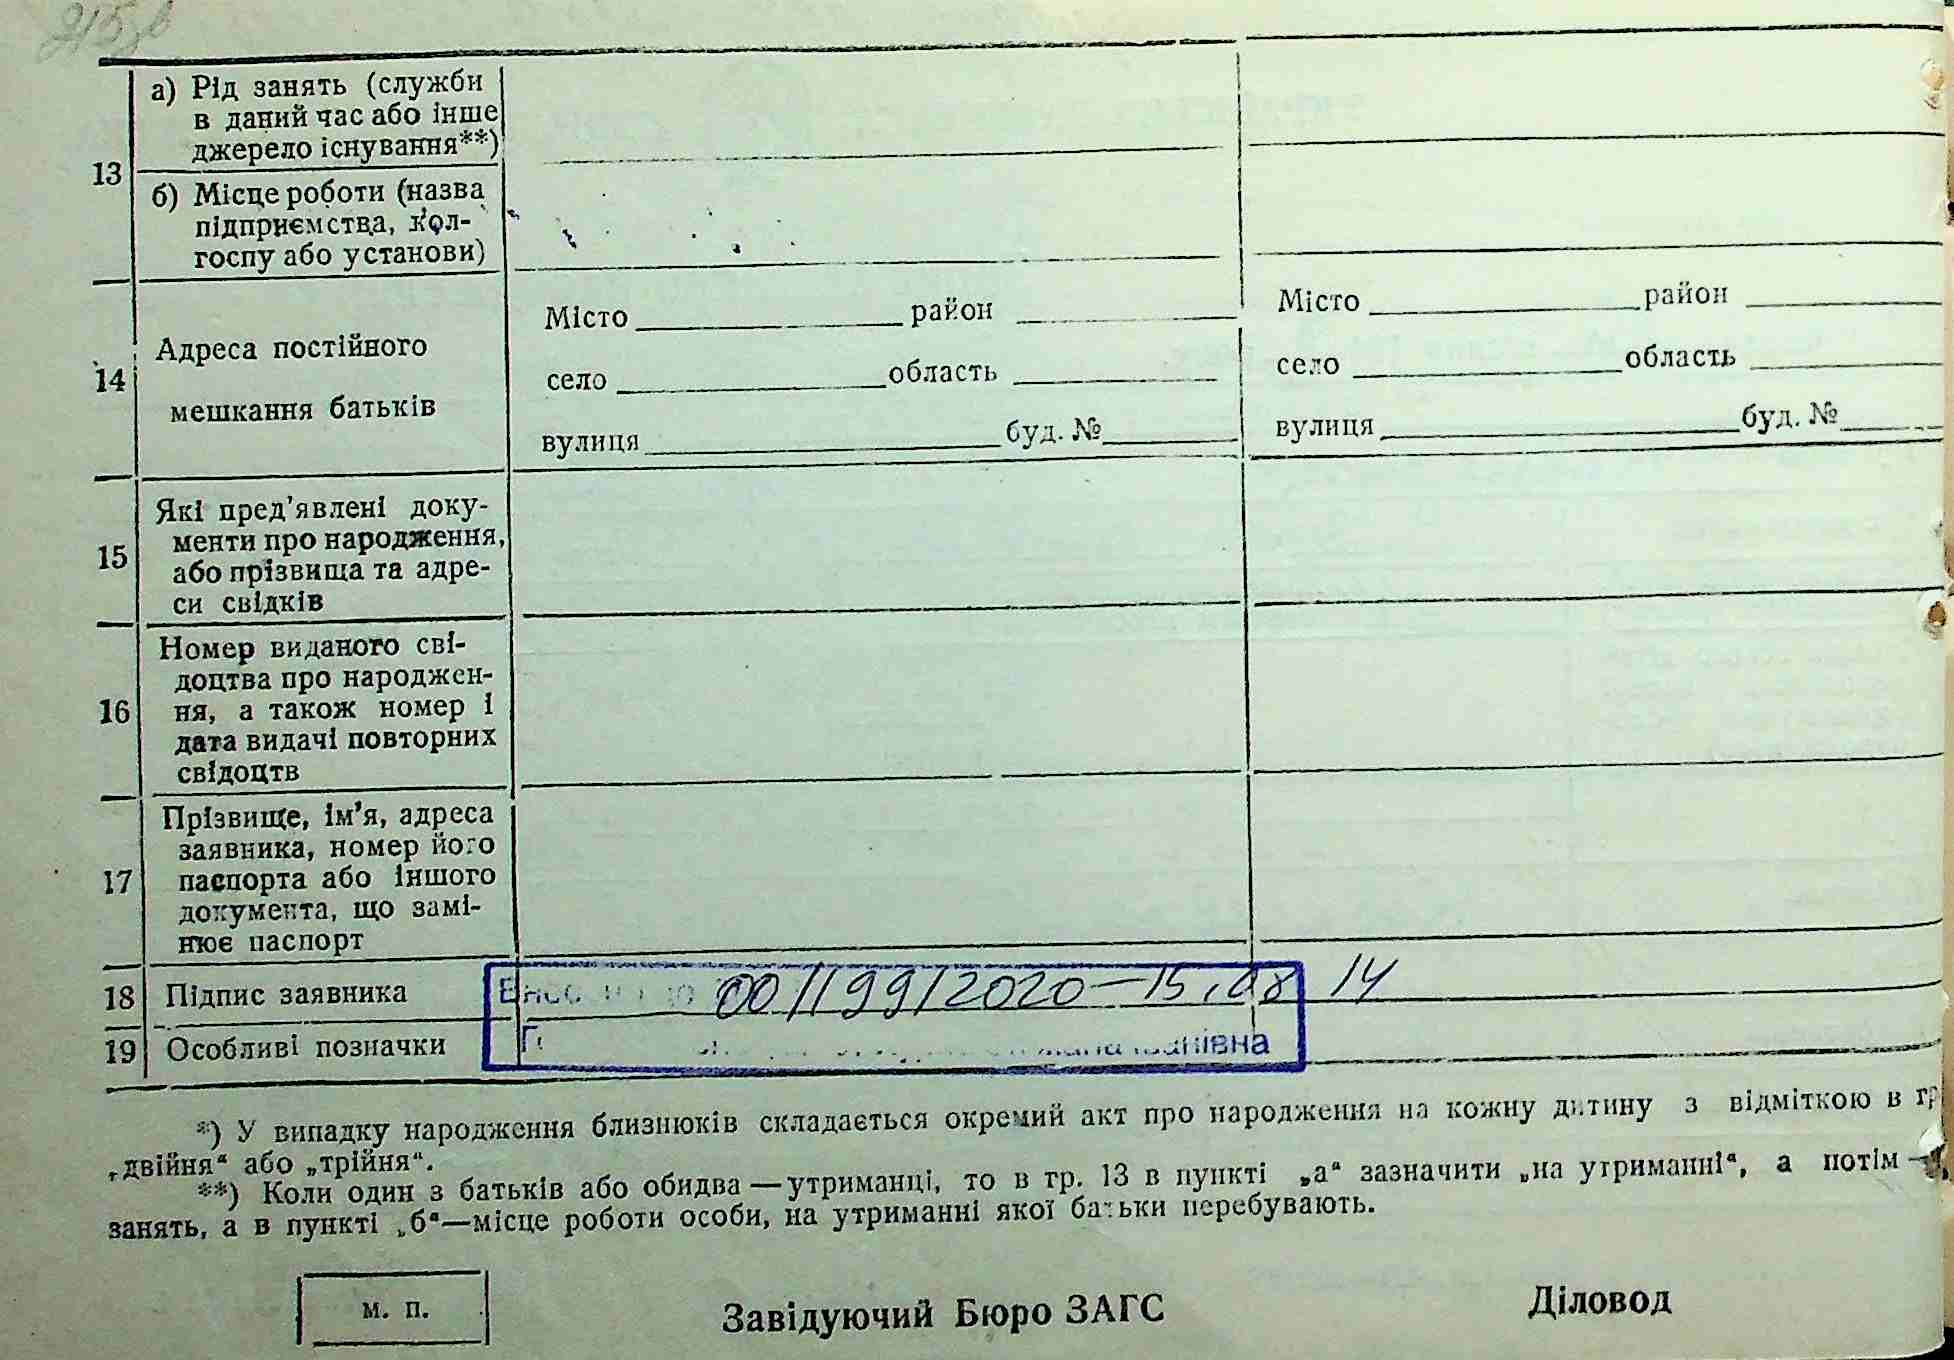 13
а) Рід занять (служби
в даний час або інше
джерело існування**)
б) Місце роботи (назва
підприємства, кол-
госпу або установи)
14
Адреса постійного
мешкання батьків
Місто район
село область
вулиця буд. №
Місто район
село область
вулиця буд. №
15
Які пред'явлені доку-
менти про народження,
або прізвища та адре-
си свідків
16
Номер виданого сві-
доцтва про народжен-
ня, а також номер і
дата видачі повторних
свідоцтв
17
Прізвище, ім'я, адреса
заявника, номер його
паспорта або іншого
документа, що замі-
нює паспорт
18 Підпис заявника
00119912020-15.08 14
19 Особливі позначки
Іванівна
*) У випадку народження близнюків складається окремий акт про народження на кожну дитину з відміткою в гр
„двійня“ або „трійня“.
**) Коли один з батьків або обидва — утриманці, то в гр. 13 в пункті „а“ зазначити „на утриманні“, а потім —
занять, а в пункті „б“—місце роботи особи, на утриманні якої батьки перебувають.
м. п.
Завідуючий Бюро ЗАГС
Діловод